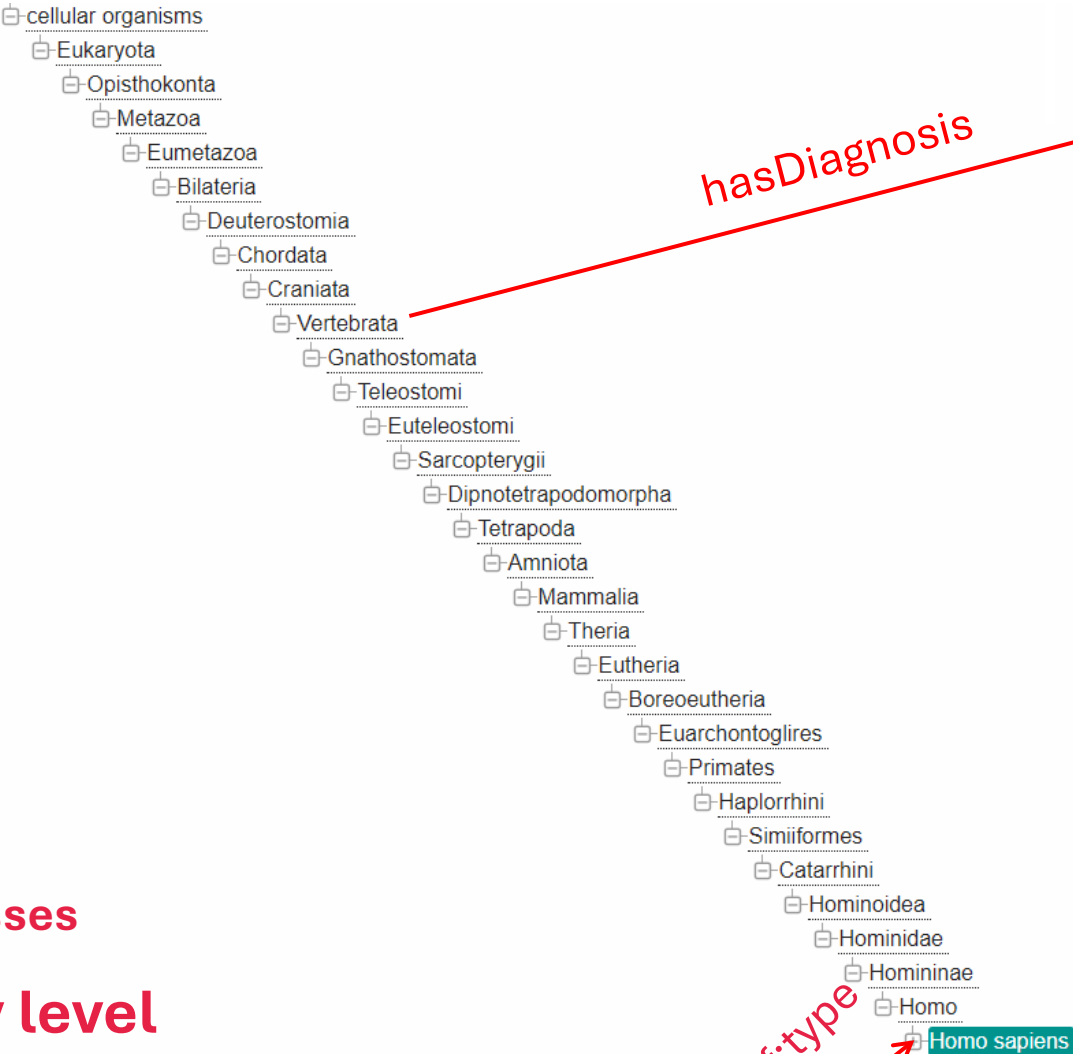 cellular organisms
Eukaryota
Opisthokonta
Metazoa
Eumetazoa
hasDiagnosis
Bilateria
Deuterostomia
Chordata
Craniata
Vertebrata
Gnathostomata
Teleostomi
Euteleostomi
Sarcopterygii
Dipnotetrapodomorpha
Tetrapoda
Amniota
Mammalia
Theria
Eutheria
Boreoeutheria
Euarchontoglires
Primates
Haplorrhini
Simiiformes
Catarrhini
Hominoidea
Hominidae
Homininae
Homo
Homo sapiens
level